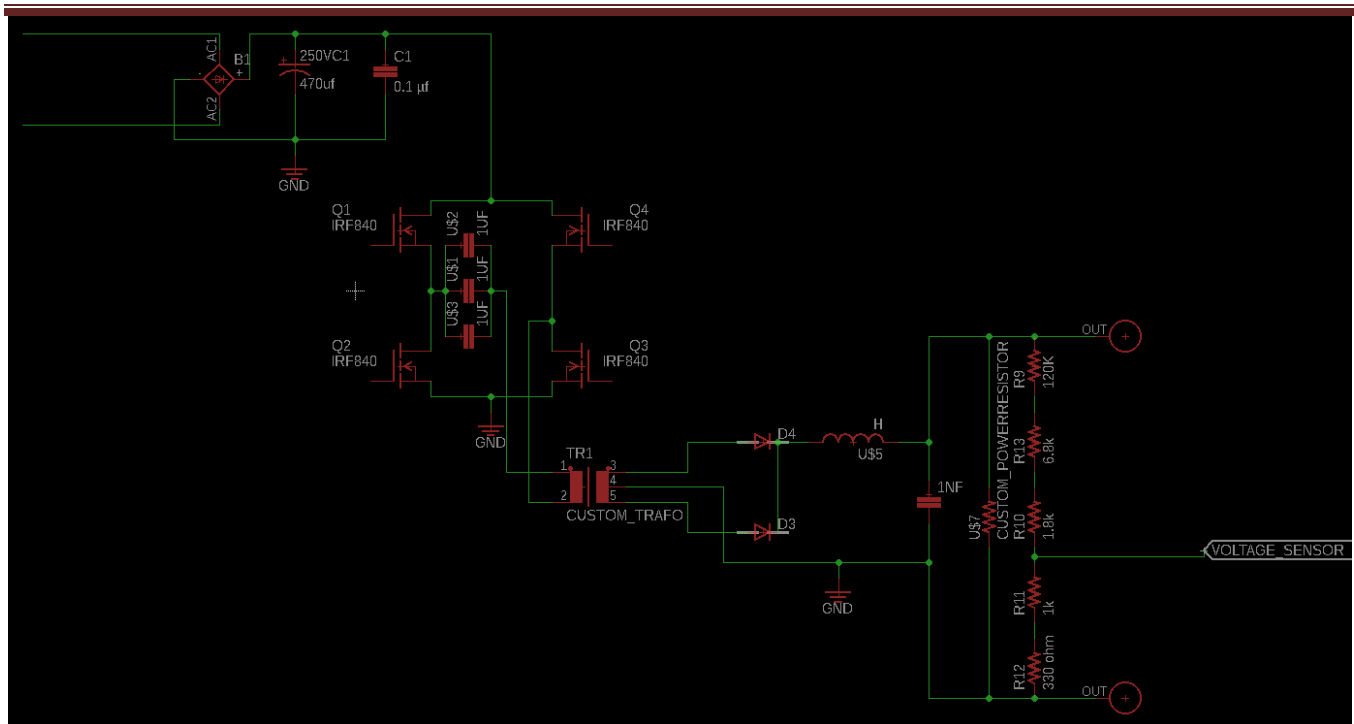 AC1
B1
-
+
AC2
+
250VC1
470uf
C1
0.1 µf
GND
Q1
IRF840
U$2
1UF
Q4
IRF840
U$1
1UF
U$3
1UF
Q2
IRF840
Q3
IRF840
GND
TR1
1
2
3
4
5
CUSTOM_TRAFO
D4
D3
H
U$5
1NF
GND
U$7
CUSTOM_POWERRESISTOR
OUT
R9
120K
R13
6.8k
R10
1.8k
VOLTAGE_SENSOR
R11
1k
R12
330 ohm
OUT